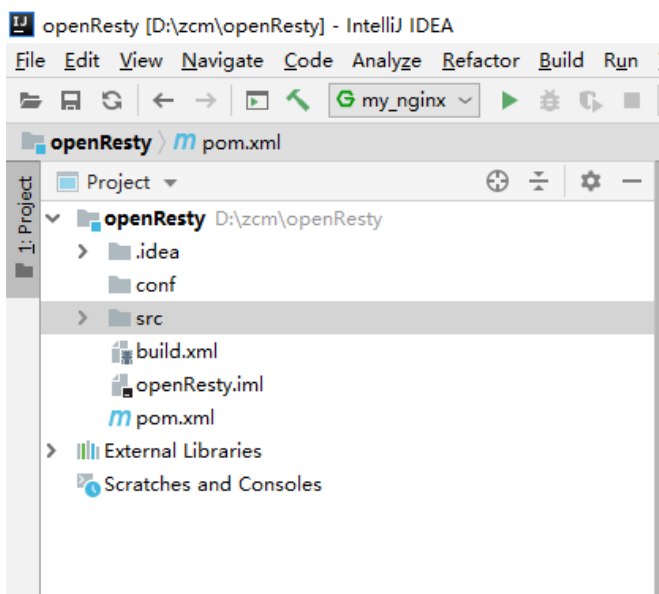 IJ openResty [D:\zcm\openResty] - IntelliJ IDEA
File Edit View Navigate Code Analyze Refactor Build Run
G my_nginx
openResty m pom.xml
1: Project
Project
openResty D:\zcm\openResty
.idea
conf
src
build.xml
openResty.iml
m pom.xml
External Libraries
Scratches and Consoles